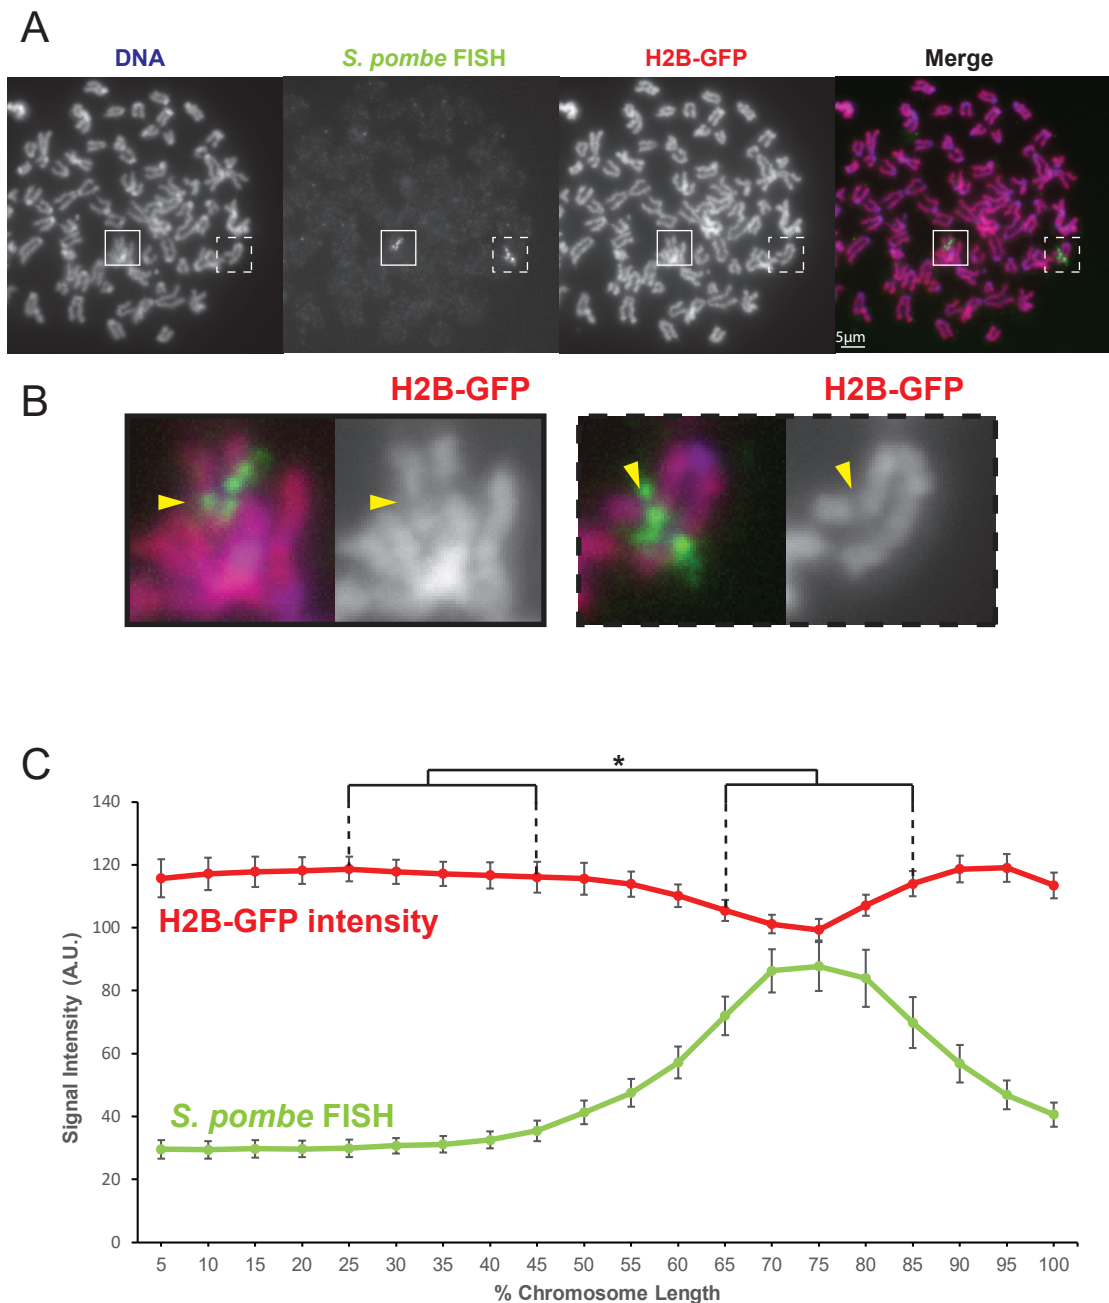 A
DNA
S. pombe FISH
H2B-GFP
Merge
5µm
B
H2B-GFP
H2B-GFP
C
*
140
120
100
80
60
40
20
0
Signal Intensity (A.U.)
H2B-GFP intensity
S. pombe FISH
5 10 15 20 25 30 35 40 45 50 55 60 65 70 75 80 85 90 95 100
% Chromosome Length